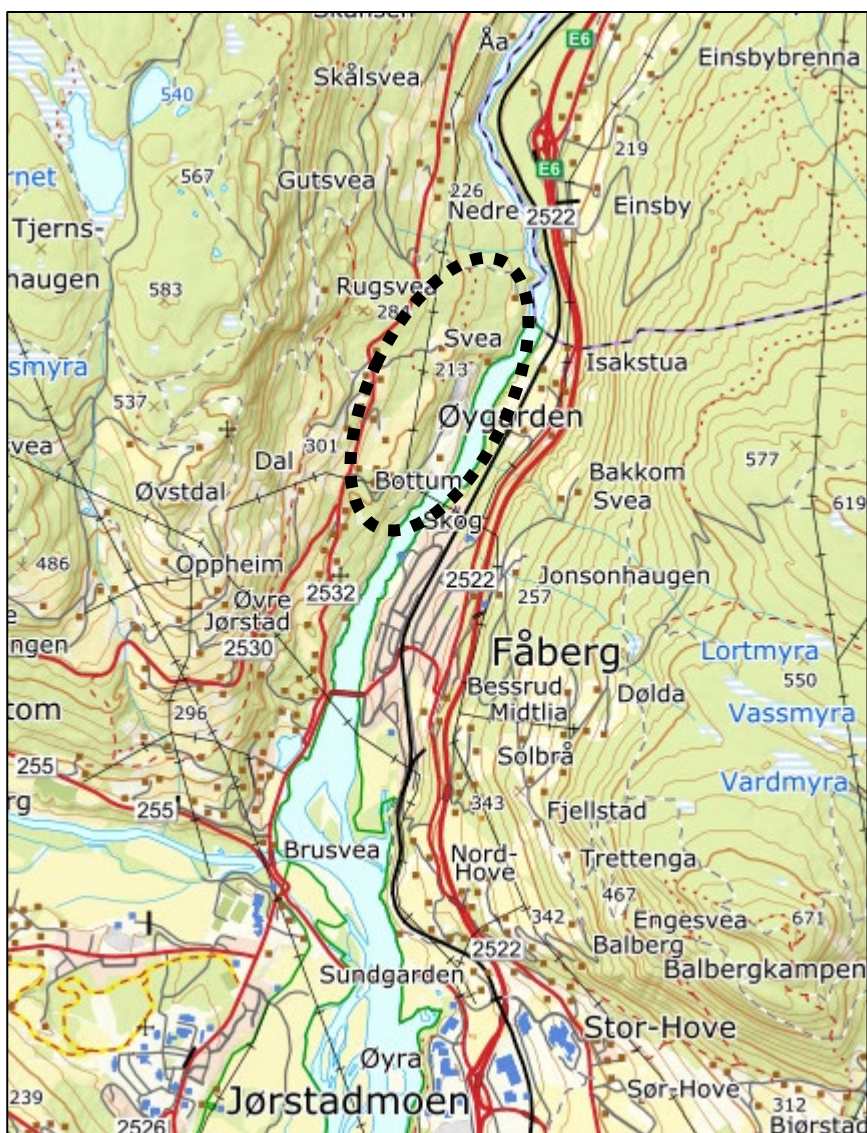 Åa
E6
Einsbybrenna
Skålsvea
540
219
E6
567
Gutsvea
226
Nedre
Einsby
2522
Tjerns-
haugen
583
Rugsvea
284
Svea
213
Isakstua
smyra
537
Øygarden
svea
301
Dal
577
Bottum
Bakkom
Øvstdal
Svea
619
Skog
486
Oppheim
2522
Jonsonhaugen
2532
257
Øvre
Jørstad
2530
Fåberg
Lortmyra
ngen
550
Bessrud
Dølda
tom
296
Midtlia
Vassmyra
Solbrå
255
Vardmyra
343
rg
255
Fjellstad
Brusvea
Nord-
Hove
Trettenga
467
342
671
Engesvea
2522
Balberg
Sundgarden
Balbergkampen
Stor-Hove
Øyra
239
Jørstadmoen
Sør-Hove
312
2526
Bjørstad